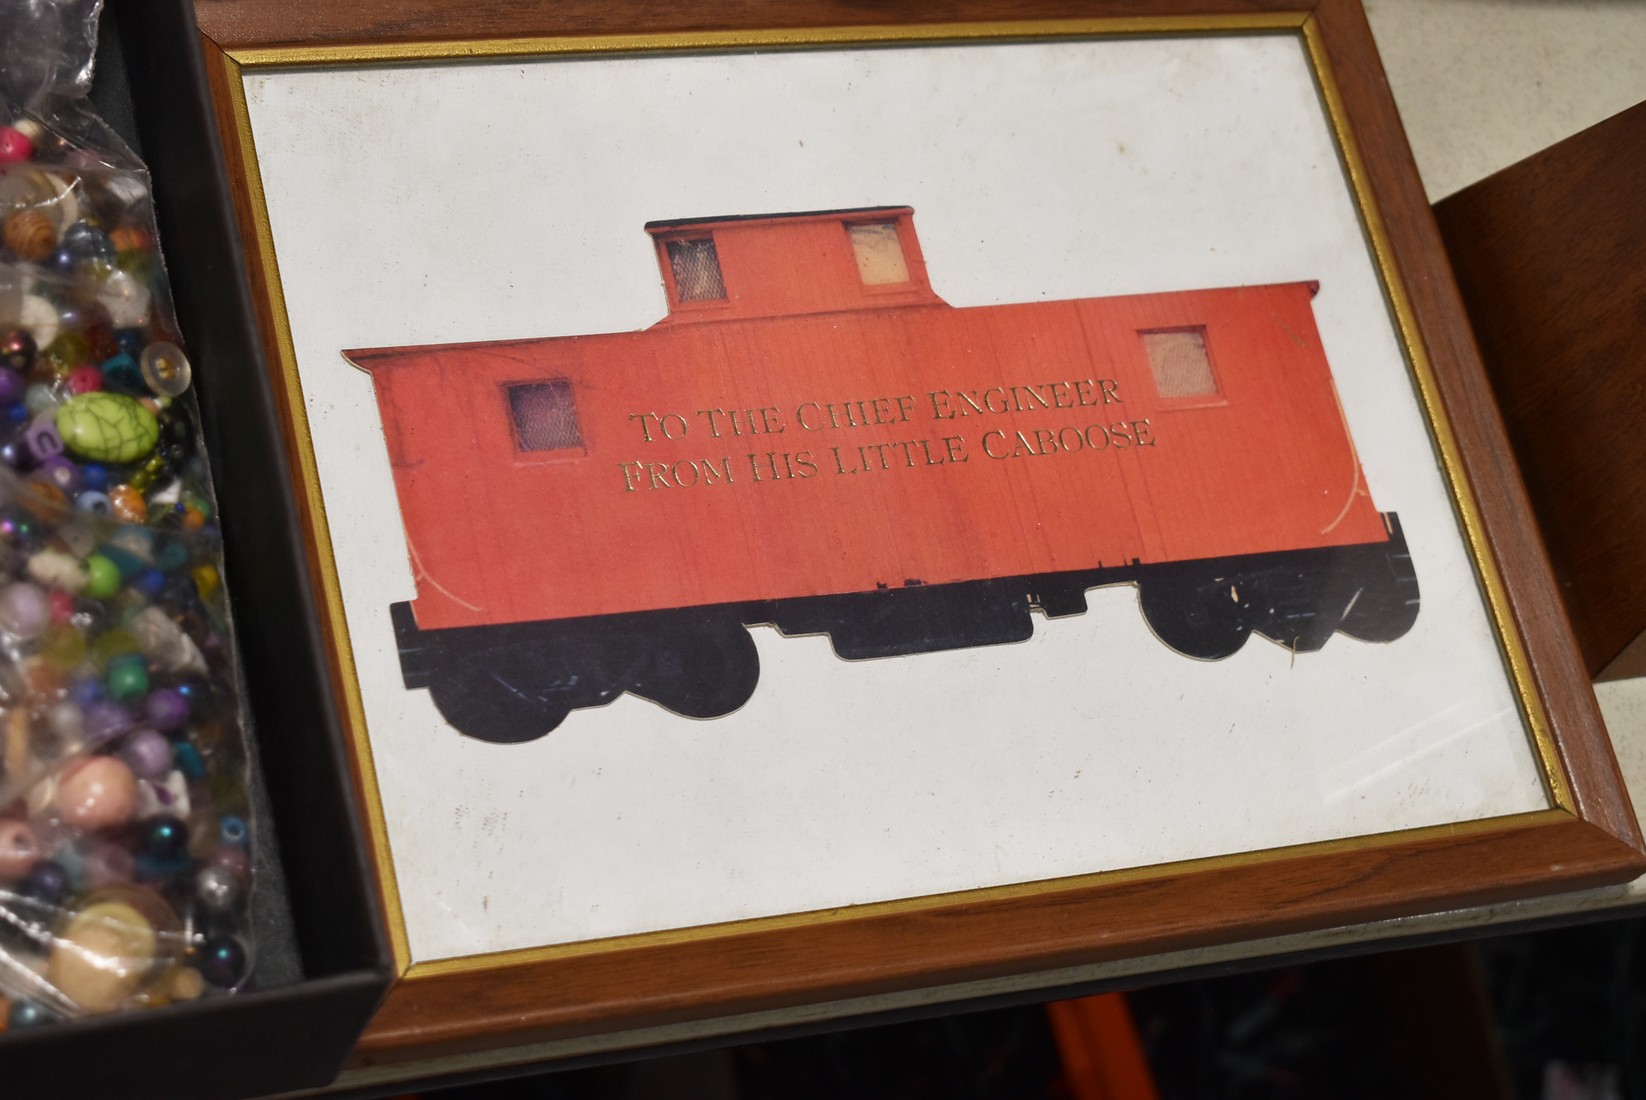 TO THE CHIEF ENGINEER
FROM HIS LITTLE CABOOSE